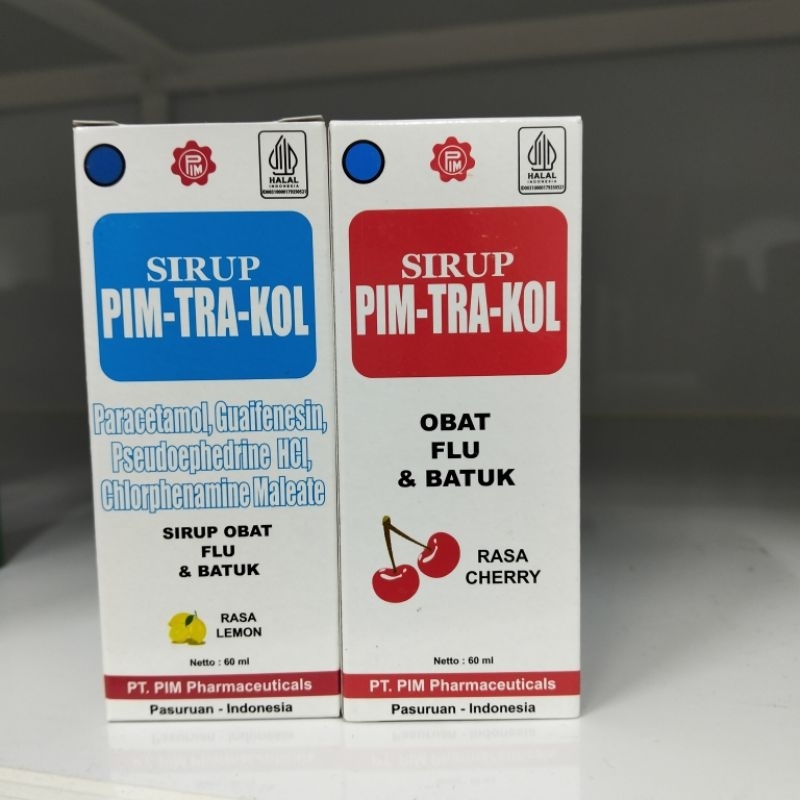 PIM
HALAL
INDONESIA
SIRUP
PIM-TRA-KOL
Paracetamol, Guaifenesin,
Pseudoephedrine HCl,
Chlorphenamine Maleate
SIRUP OBAT
FLU
& BATUK
RASA
LEMON
Netto : 60 ml
PT. PIM Pharmaceuticals
Pasuruan - Indonesia
PIM
HALAL
INDONESIA
SIRUP
PIM-TRA-KOL
OBAT
FLU
& BATUK
RASA
CHERRY
Netto : 60 ml
PT. PIM Pharmaceuticals
Pasuruan - Indonesia